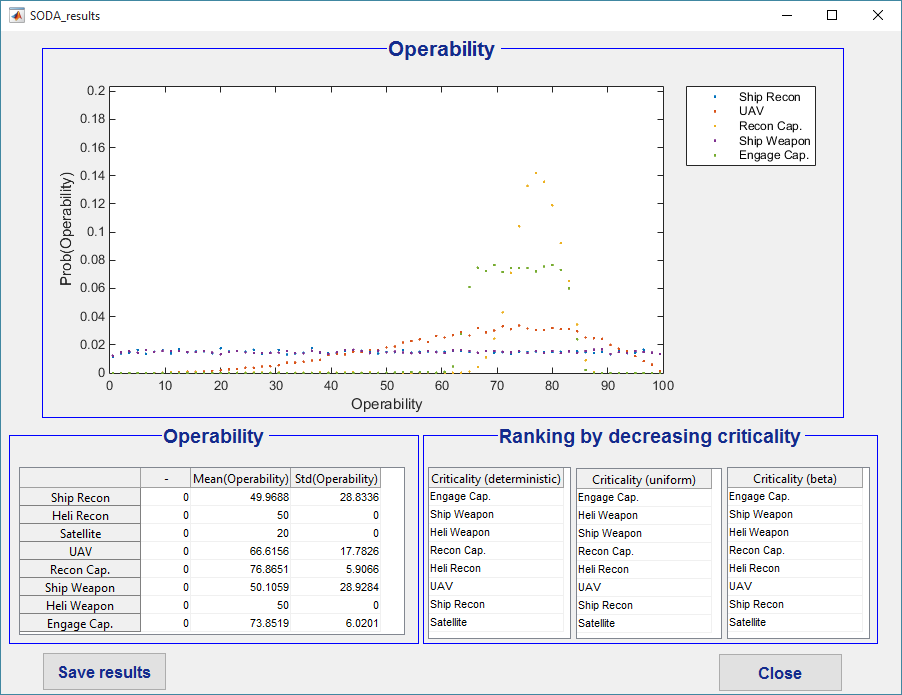 SODA_results
Operability
0.2
0.18
0.16
0.14
0.12
0.1
0.08
0.06
0.04
0.02
0
Prob(Operability)
0 10 20 30 40 50 60 70 80 90 100
Operability
Ship Recon
UAV
Recon Cap.
Ship Weapon
Engage Cap.
Operability
- Mean(Operability) Std(Operability)
Ship Recon 0 49.9688 28.8336
Heli Recon 0 50 0
Satellite 0 20 0
UAV 0 66.6156 17.7826
Recon Cap. 0 76.8651 5.9066
Ship Weapon 0 50.1059 28.9284
Heli Weapon 0 50 0
Engage Cap. 0 73.8519 6.0201
Ranking by decreasing criticality
Criticality (deterministic)
Engage Cap.
Ship Weapon
Heli Weapon
Recon Cap.
Heli Recon
UAV
Ship Recon
Satellite
Criticality (uniform)
Engage Cap.
Heli Weapon
Ship Weapon
Recon Cap.
Heli Recon
UAV
Ship Recon
Satellite
Criticality (beta)
Engage Cap.
Ship Weapon
Heli Weapon
Recon Cap.
Heli Recon
UAV
Ship Recon
Satellite
Save results
Close